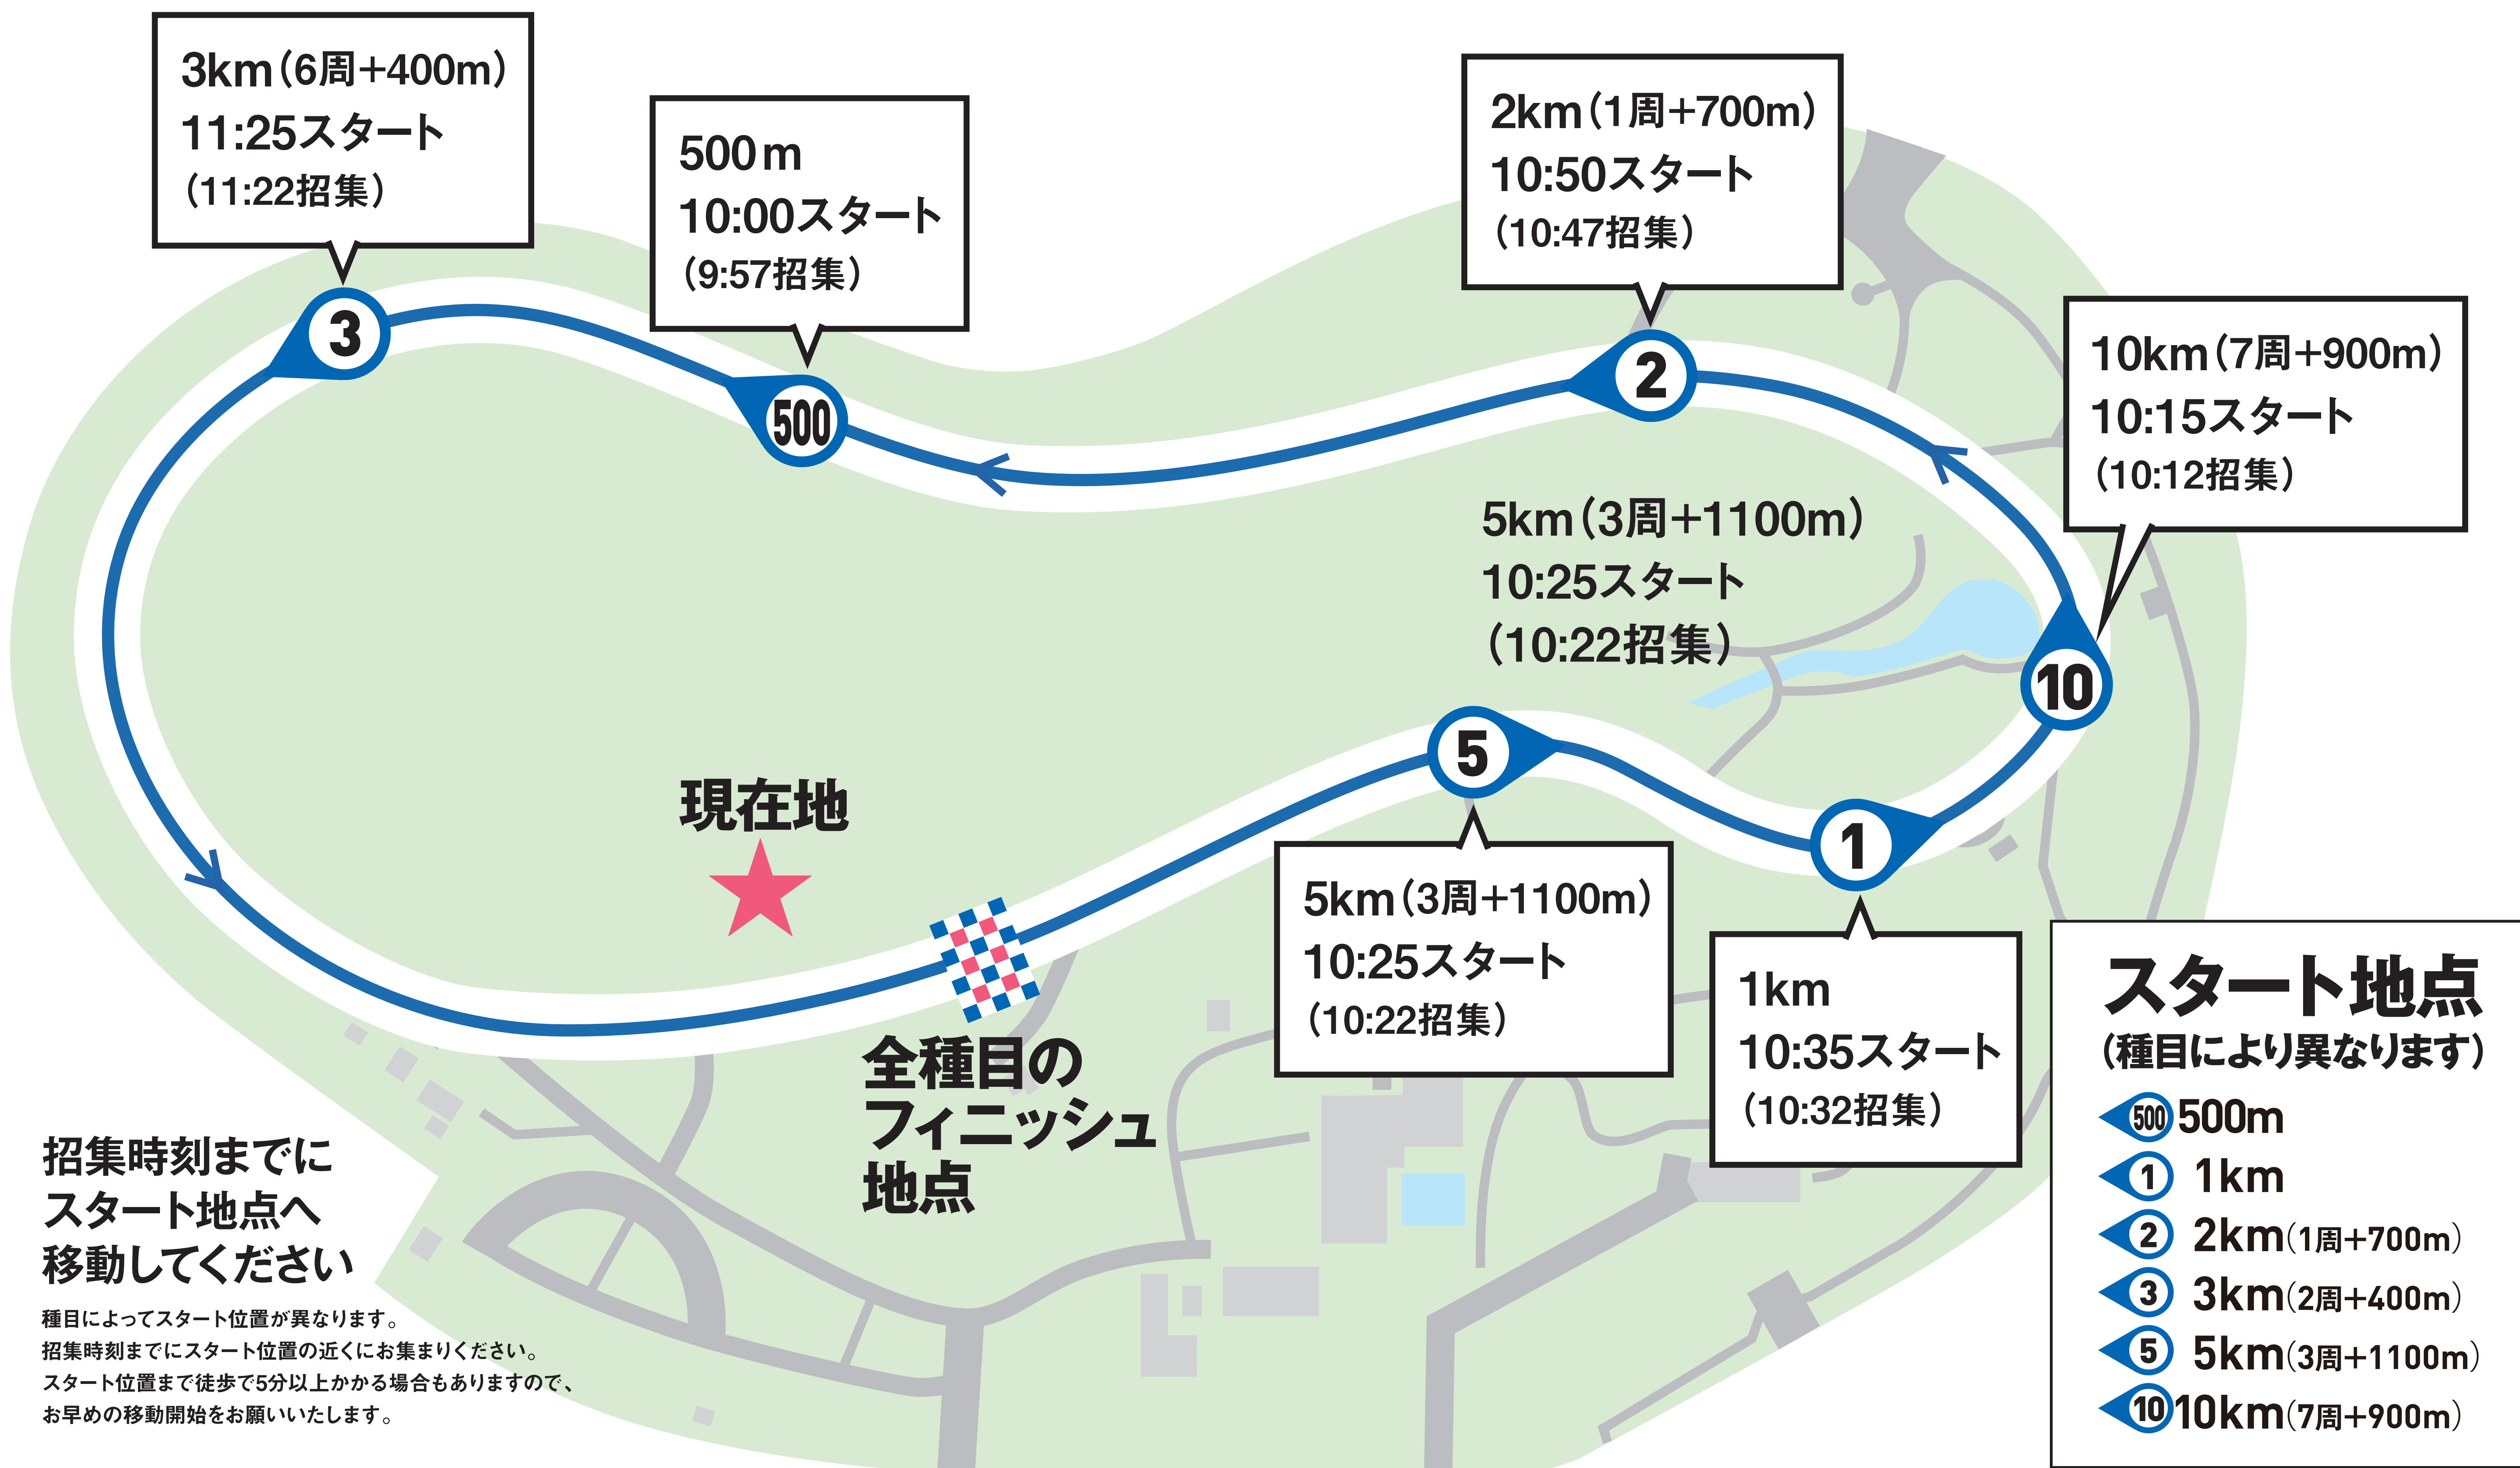 3km（6周＋400m）
11:25スタート
（11:22招集）
500m
10:00スタート
（9:57招集）
2km（1周＋700m）
10:50スタート
（10:47招集）
10km（7周＋900m）
10:15スタート
（10:12招集）
3
500
2
5km（3周＋1100m）
10:25スタート
（10:22招集）
10
5
1
現在地
5km（3周＋1100m）
10:25スタート
（10:22招集）
1km
10:35スタート
（10:32招集）
全種目の
フィニッシュ
地点
招集時刻までに
スタート地点へ
移動してください
種目によってスタート位置が異なります。
招集時刻までにスタート位置の近くにお集まりください。
スタート位置まで徒歩で5分以上かかる場合もありますので、
お早めの移動開始をお願いいたします。
スタート地点
（種目により異なります）
500 500m
1 1km
2 2km（1周＋700m）
3 3km（2周＋400m）
5 5km（3周＋1100m）
10 10km（7周＋900m）